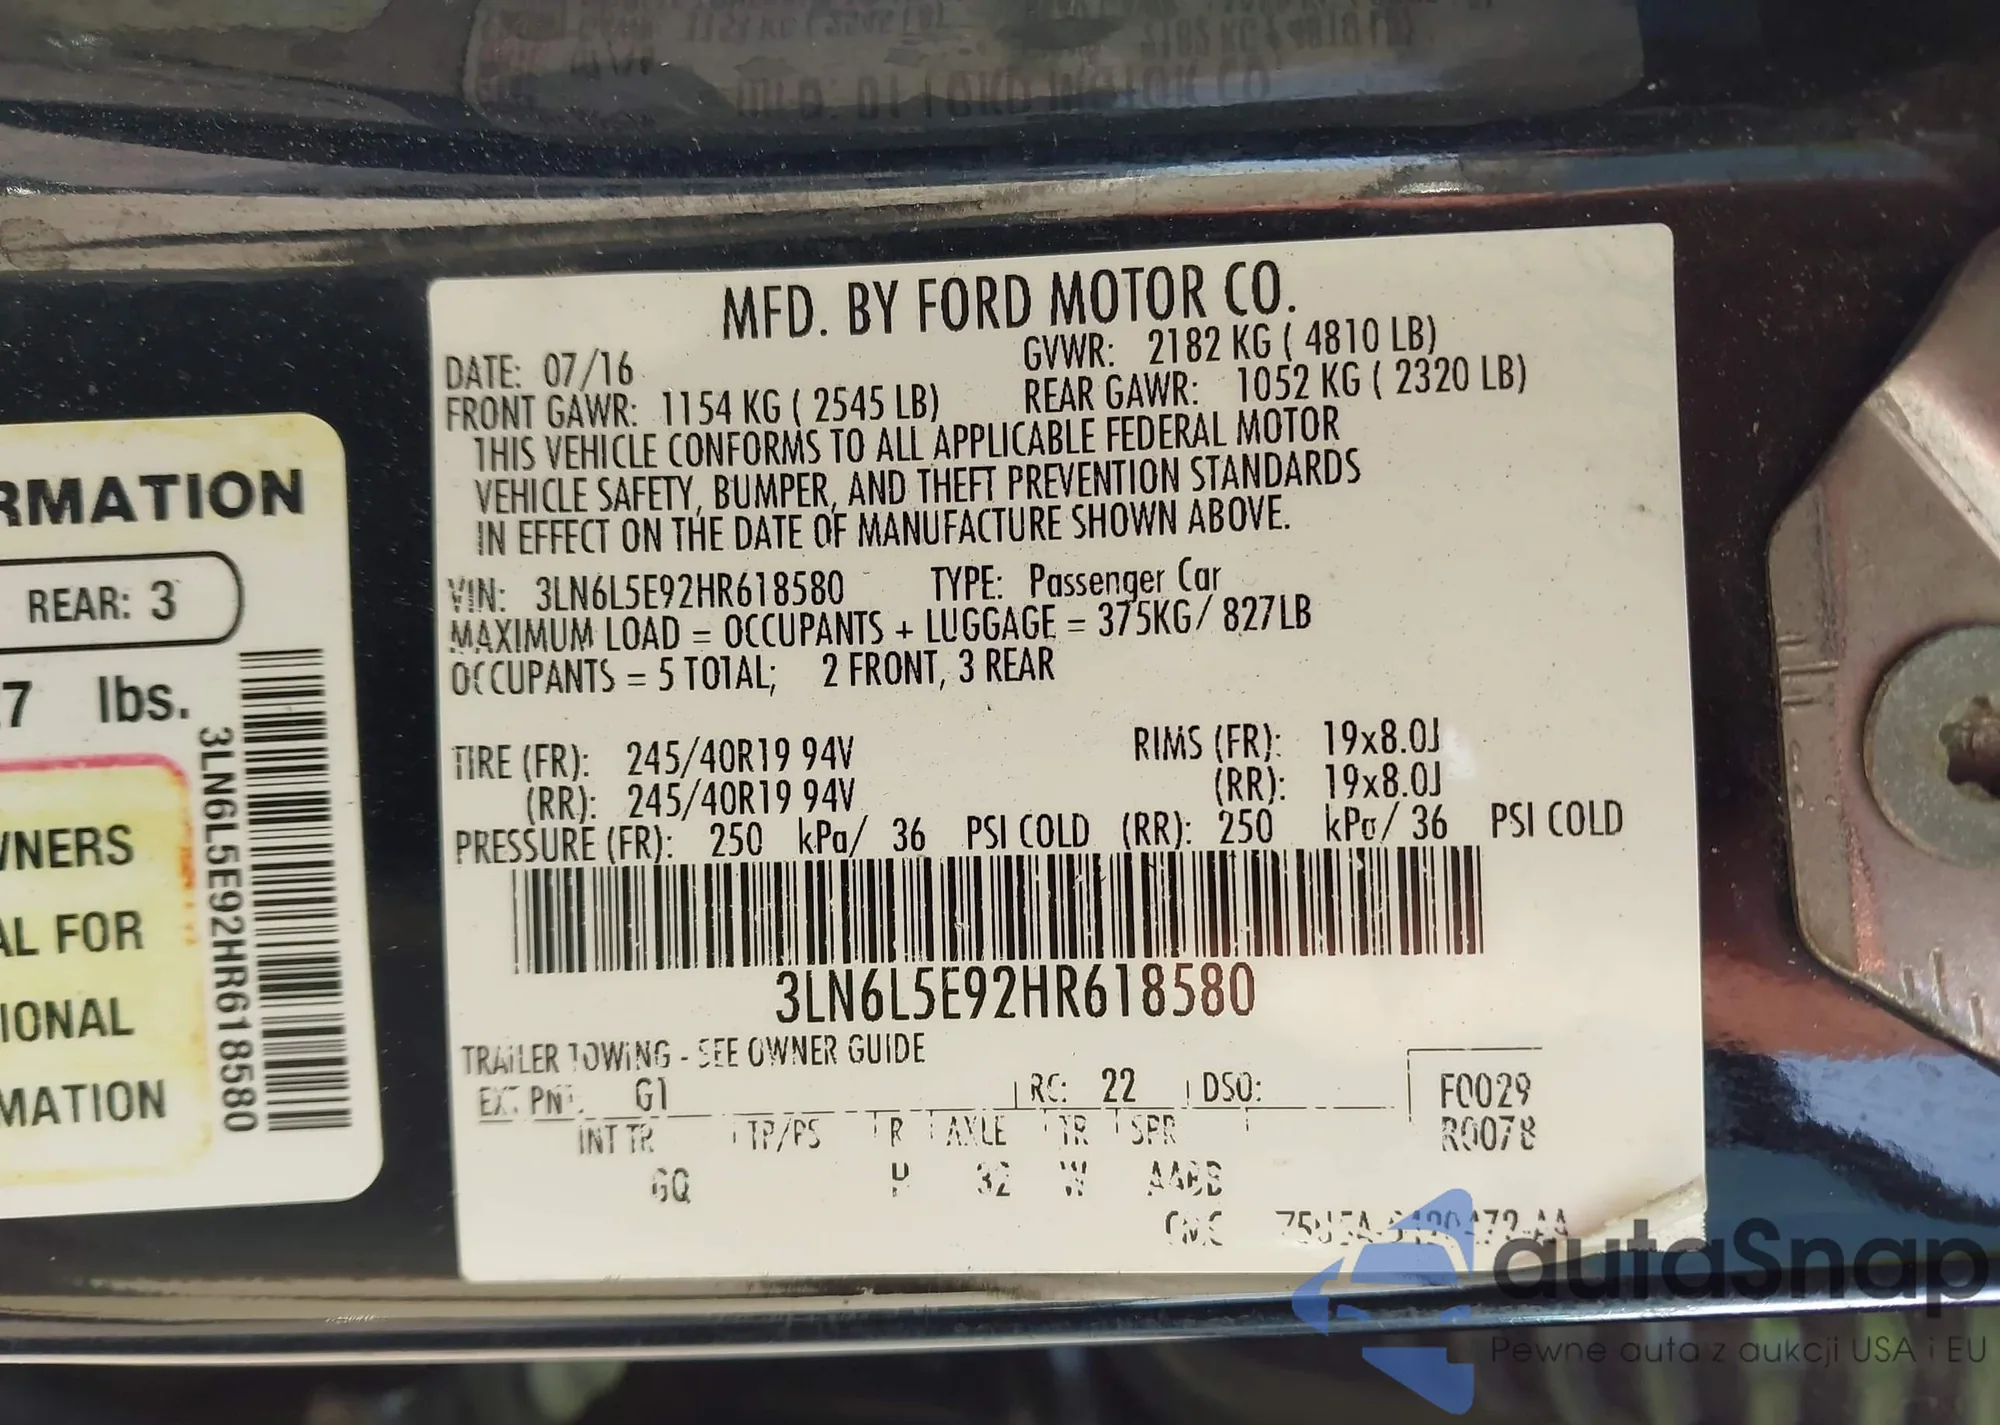 MFD. BY FORD MOTOR CO.
DATE: 07/16 GVWR: 2182 KG ( 4810 LB)
FRONT GAWR: 1154 KG ( 2545 LB) REAR GAWR: 1052 KG ( 2320 LB)
THIS VEHICLE CONFORMS TO ALL APPLICABLE FEDERAL MOTOR
VEHICLE SAFETY, BUMPER, AND THEFT PREVENTION STANDARDS
IN EFFECT ON THE DATE OF MANUFACTURE SHOWN ABOVE.
VIN: 3LN6L5E92HR618580 TYPE: Passenger Car
MAXIMUM LOAD = OCCUPANTS + LUGGAGE = 375KG/ 827LB
OCCUPANTS = 5 TOTAL; 2 FRONT, 3 REAR
TIRE (FR): 245/40R19 94V RIMS (FR): 19x8.0J
(RR): 245/40R19 94V (RR): 19x8.0J
PRESSURE (FR): 250 kPa/ 36 PSI COLD (RR): 250 kPa/ 36 PSI COLD
3LN6L5E92HR618580
TRAILER TOWING - SEE OWNER GUIDE
EXT PNT: G1 RC: 22 DSO: F0029
INT TR TP/PS R AXLE TR SPR R0078
GQ 32 W
RMATION
REAR: 3
7 lbs.
3LN6L5E92HR618580
WNERS
AL FOR
IONAL
MATION
autaSnap
Pewne auta z aukcji USA i EU